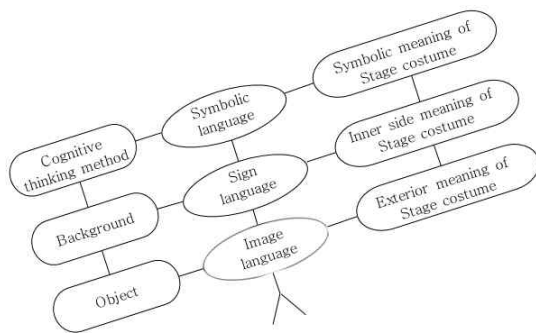 Symbolic meaning of
Stage costume
Symbolic
language
Cognitive
thinking method
Inner side meaning of
Stage costume
Sign
language
Background
Exterior meaning of
Stage costume
Image
language
Object